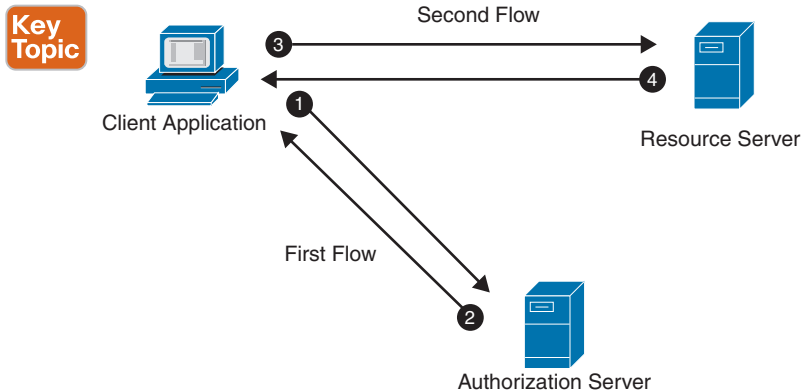 Key
Topic
Second Flow
3
4
Client Application
1
Resource Server
First Flow
2
Authorization Server